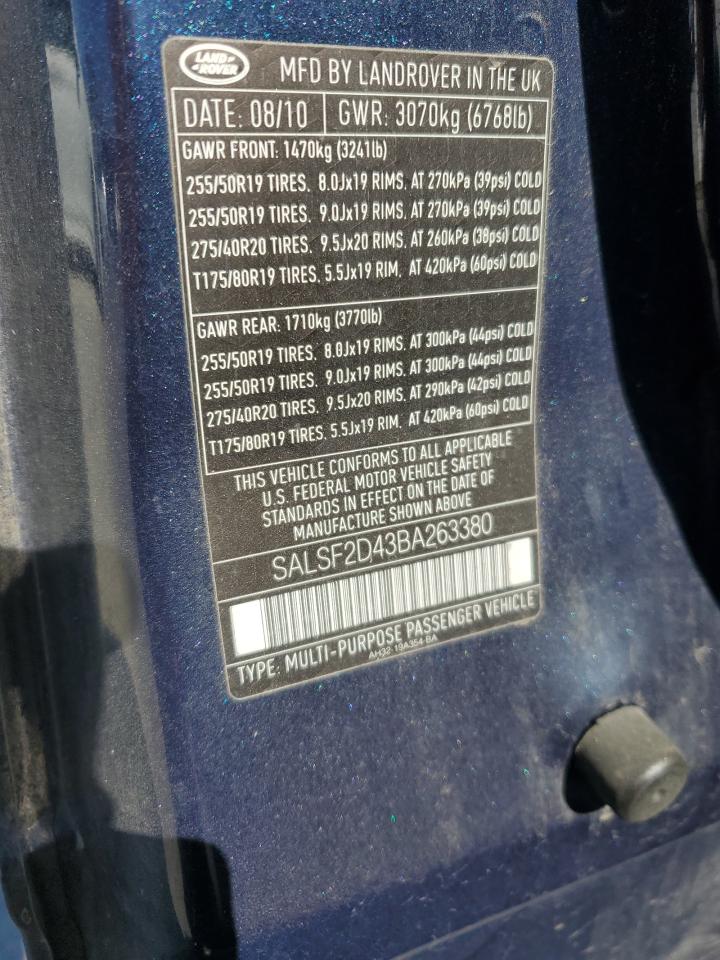 LAND ROVER
MFD BY LANDROVER IN THE UK
DATE: 08/10 GWR: 3070kg (6768lb)
GAWR FRONT: 1470kg (3241lb)
255/50R19 TIRES, 8.0Jx19 RIMS, AT 270kPa (39psi) COLD
255/50R19 TIRES, 9.0Jx19 RIMS, AT 270kPa (39psi) COLD
275/40R20 TIRES, 9.5Jx20 RIMS, AT 260kPa (38psi) COLD
T175/80R19 TIRES, 5.5Jx19 RIM, AT 420kPa (60psi) COLD
GAWR REAR: 1710kg (3770lb)
255/50R19 TIRES, 8.0Jx19 RIMS, AT 300kPa (44psi) COLD
255/50R19 TIRES, 9.0Jx19 RIMS, AT 300kPa (44psi) COLD
275/40R20 TIRES, 9.5Jx20 RIMS, AT 290kPa (42psi) COLD
T175/80R19 TIRES, 5.5Jx19 RIM, AT 420kPa (60psi) COLD
THIS VEHICLE CONFORMS TO ALL APPLICABLE
U.S. FEDERAL MOTOR VEHICLE SAFETY
STANDARDS IN EFFECT ON THE DATE OF
MANUFACTURE SHOWN ABOVE
SALSF2D43BA263380
TYPE: MULTI-PURPOSE PASSENGER VEHICLE
AH32-19A354-BA